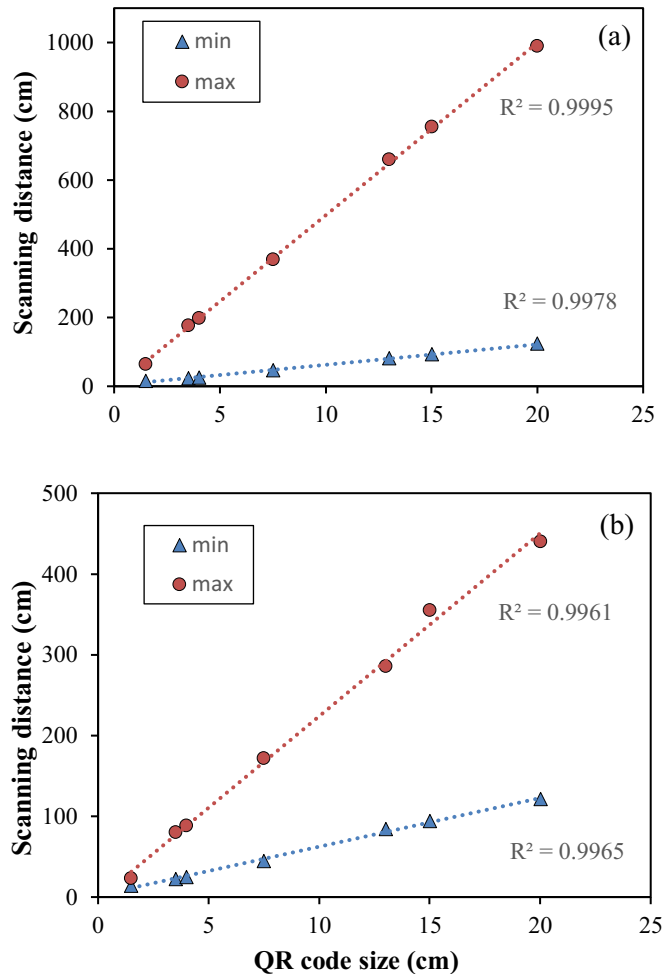 (a)
min
max
Scanning distance (cm)
1000
800
600
400
200
0
R² = 0.9995
R² = 0.9978
0 5 10 15 20 25
(b)
min
max
Scanning distance (cm)
500
400
300
200
100
0
R² = 0.9961
R² = 0.9965
0 5 10 15 20 25
QR code size (cm)